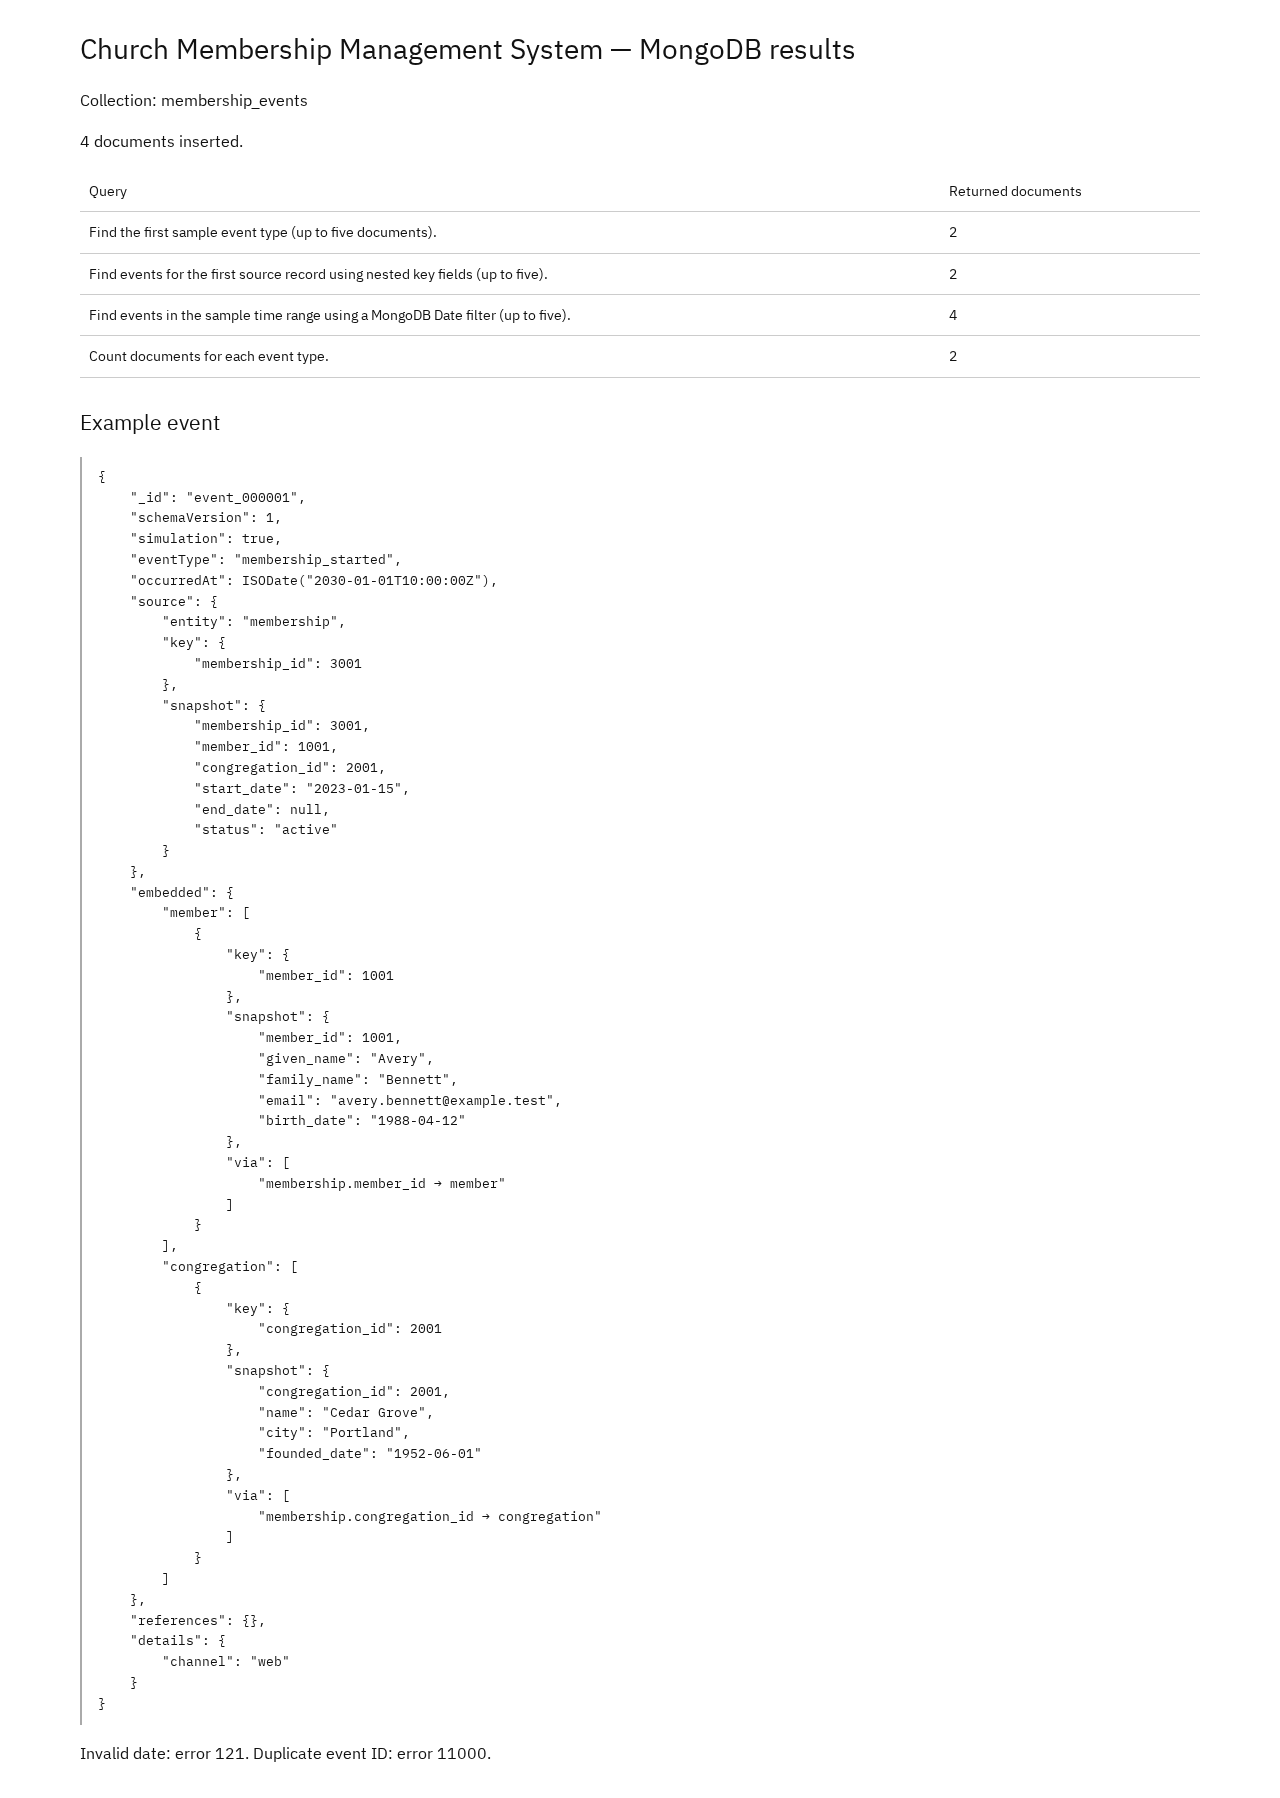 Church Membership Management System — MongoDB results
Collection: membership_events
4 documents inserted.
Query Returned documents
Find the first sample event type (up to five documents). 2
Find events for the first source record using nested key fields (up to five). 2
Find events in the sample time range using a MongoDB Date filter (up to five). 4
Count documents for each event type. 2
Example event
{
    "_id": "event_000001",
    "schemaVersion": 1,
    "simulation": true,
    "eventType": "membership_started",
    "occurredAt": ISODate("2030-01-01T10:00:00Z"),
    "source": {
        "entity": "membership",
        "key": {
            "membership_id": 3001
        },
        "snapshot": {
            "membership_id": 3001,
            "member_id": 1001,
            "congregation_id": 2001,
            "start_date": "2023-01-15",
            "end_date": null,
            "status": "active"
        }
    },
    "embedded": {
        "member": [
            {
                "key": {
                    "member_id": 1001
                },
                "snapshot": {
                    "member_id": 1001,
                    "given_name": "Avery",
                    "family_name": "Bennett",
                    "email": "avery.bennett@example.test",
                    "birth_date": "1988-04-12"
                },
                "via": [
                    "membership.member_id → member"
                ]
            }
        ],
        "congregation": [
            {
                "key": {
                    "congregation_id": 2001
                },
                "snapshot": {
                    "congregation_id": 2001,
                    "name": "Cedar Grove",
                    "city": "Portland",
                    "founded_date": "1952-06-01"
                },
                "via": [
                    "membership.congregation_id → congregation"
                ]
            }
        ]
    },
    "references": {},
    "details": {
        "channel": "web"
    }
}
Invalid date: error 121. Duplicate event ID: error 11000.